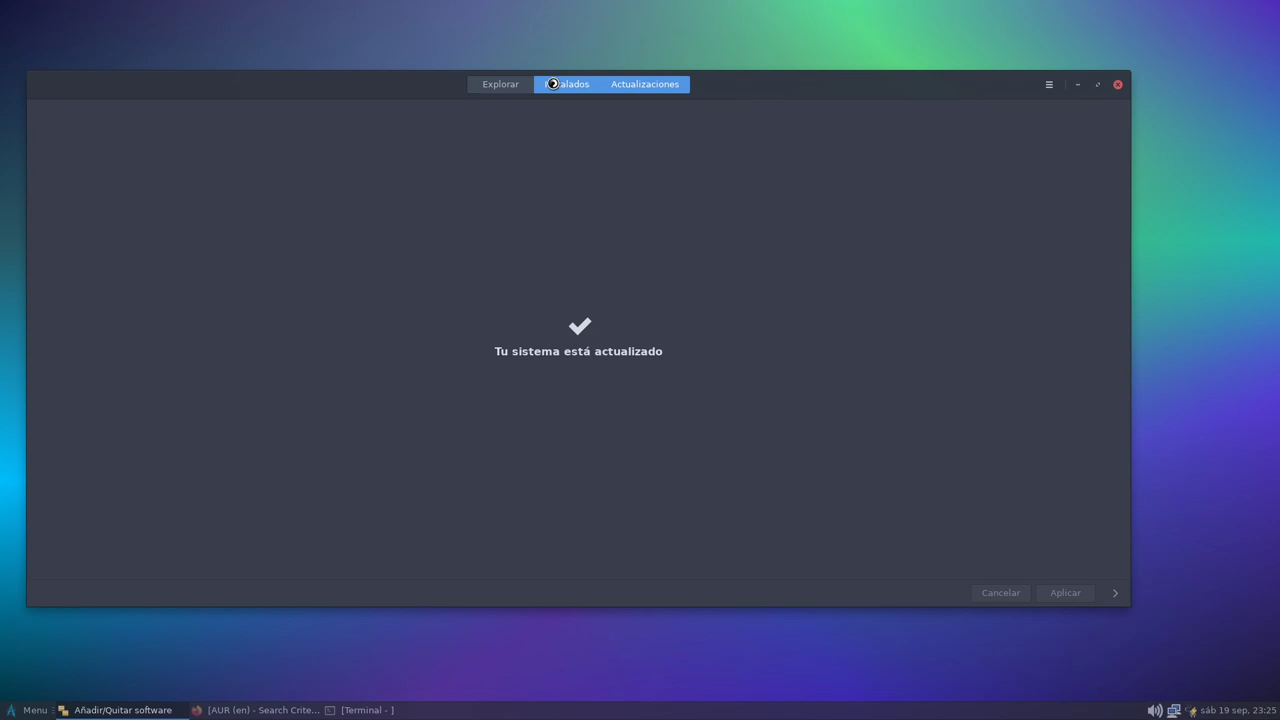 Explorar
Actualizaciones
Tu sistema está actualizado
Cancelar
Aplicar
Menu
Añadir/Quitar software
[AUR (en) - Search Crite...
[Terminal - ]
sáb 19 sep, 23:25